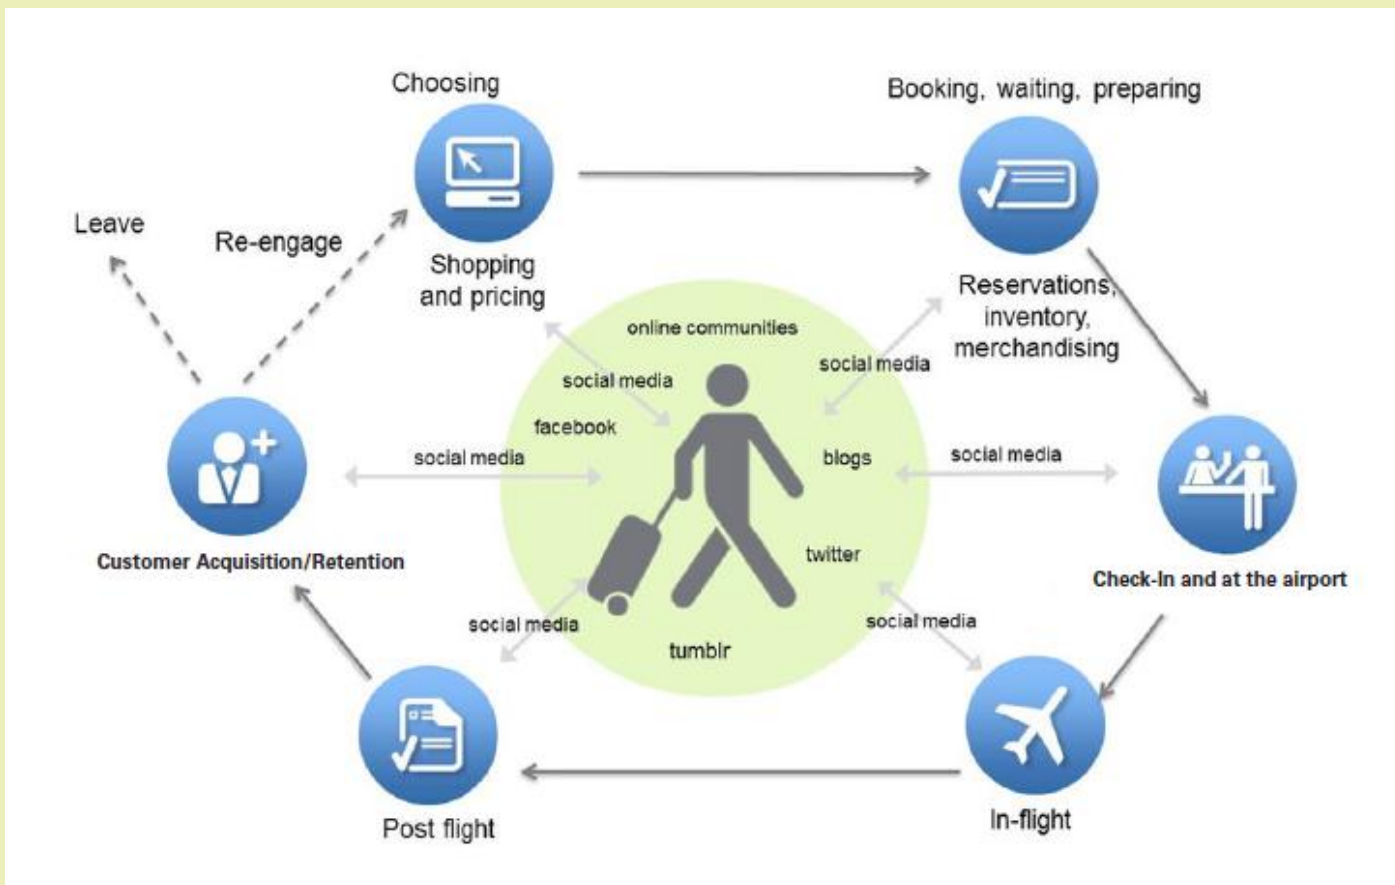 Choosing
Booking, waiting, preparing
Leave
Re-engage
Shopping
and pricing
Reservations,
inventory,
merchandising
online communities
social media
social media
facebook
social media
blogs
social media
twitter
Customer Acquisition/Retention
Check-In and at the airport
social media
social media
tumblr
Post flight
In-flight